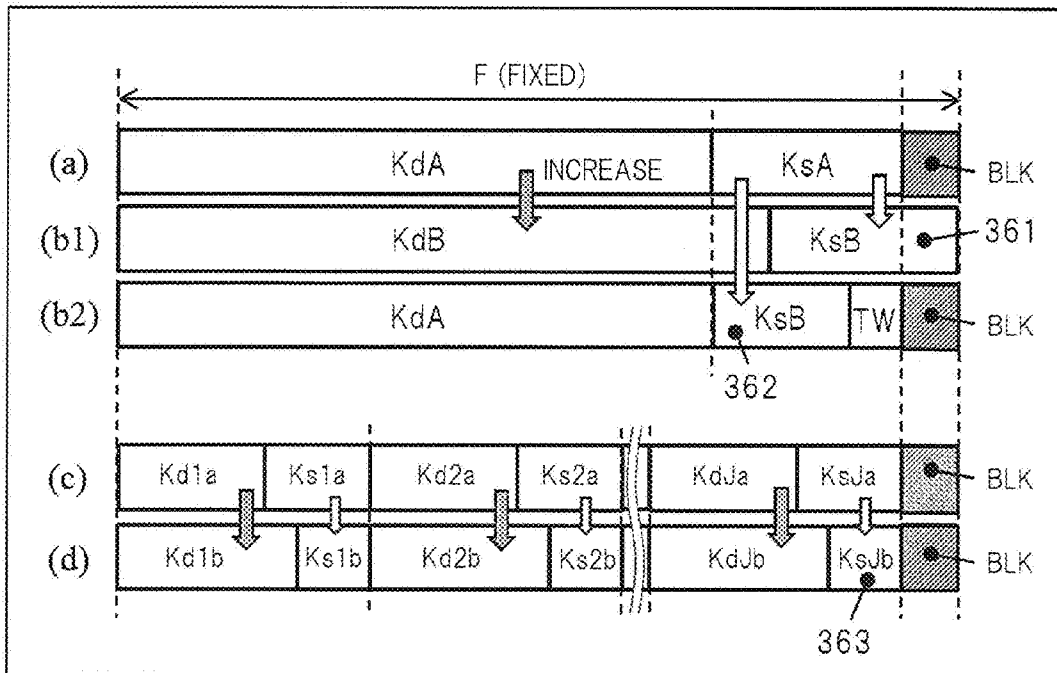 F (FIXED)
(a) KdA INCREASE KsA BLK
(b1) KdB KsB 361
(b2) KdA KsB TW BLK
362
(c) Kd1a Ks1a Kd2a Ks2a KdJa KsJa BLK
(d) Kd1b Ks1b Kd2b Ks2b KdJb KsJb BLK
363